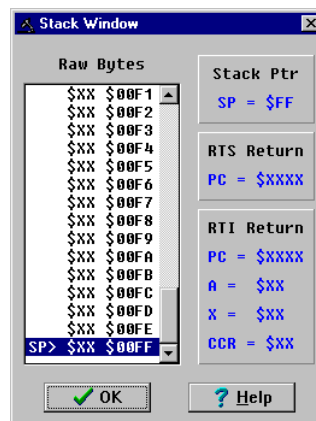 Stack Window
Raw Bytes
$XX $00F1
$XX $00F2
$XX $00F3
$XX $00F4
$XX $00F5
$XX $00F6
$XX $00F7
$XX $00F8
$XX $00F9
$XX $00FA
$XX $00FB
$XX $00FC
$XX $00FD
$XX $00FE
SP> $XX $00FF
Stack Ptr
SP = $FF
RTS Return
PC = $XXXX
RTI Return
PC = $XXXX
A = $XX
X = $XX
CCR = $XX
OK
? Help